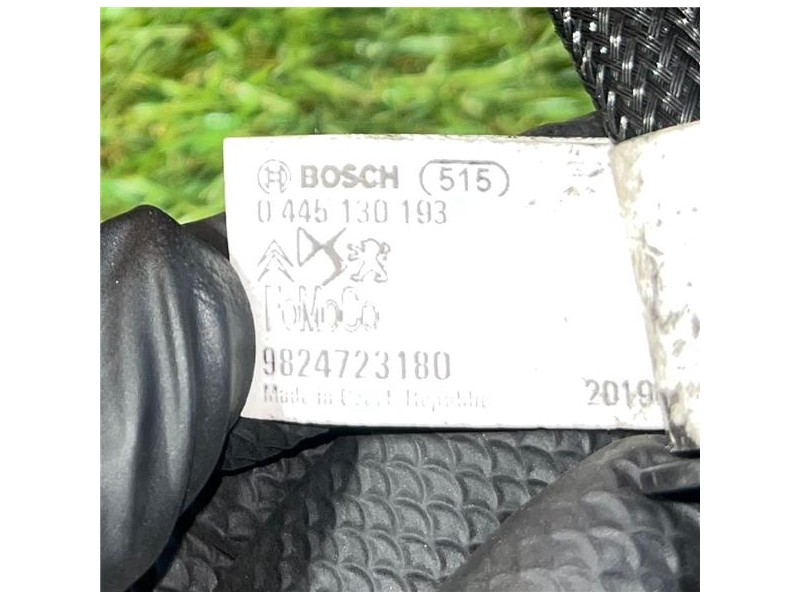 BOSCH 515
0 445 130 193
FoMoCo
9824723180
Made in Czech Republic 2019